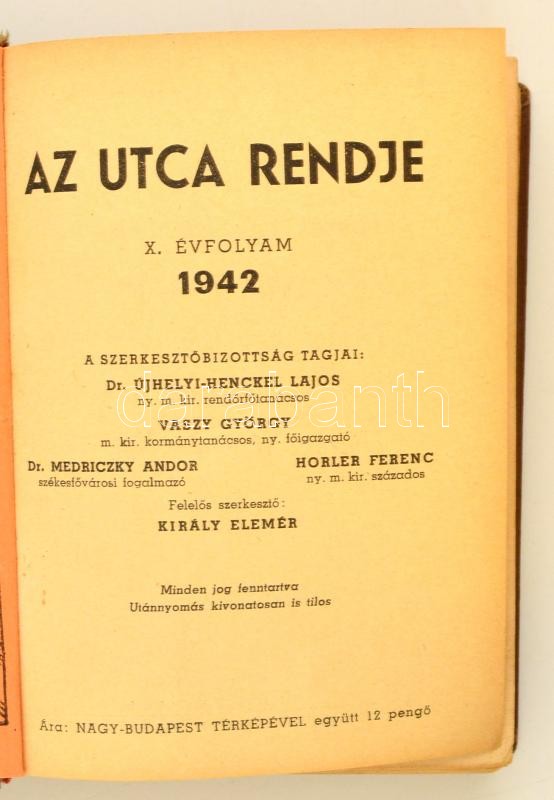 AZ UTCA RENDJE
X. ÉVFOLYAM
1942
A SZERKESZTŐBIZOTTSÁG TAGJAI:
Dr. ÚJHELYI-HENCKEL LAJOS
ny. m. kir. rendőrfőtanácsos
VÁSZY GYÖRGY
m. kir. kormánytanácsos, ny. főigazgató
Dr. MEDRICZKY ANDOR
székesfővárosi fogalmazó
HORLER FERENC
ny. m. kir. százados
Felelős szerkesztő:
KIRÁLY ELEMÉR
Minden jog fenntartva
Utánnyomás kivonatosan is tilos
Ára: NAGY-BUDAPEST TÉRKÉPÉVEL együtt 12 pengő
darabanth